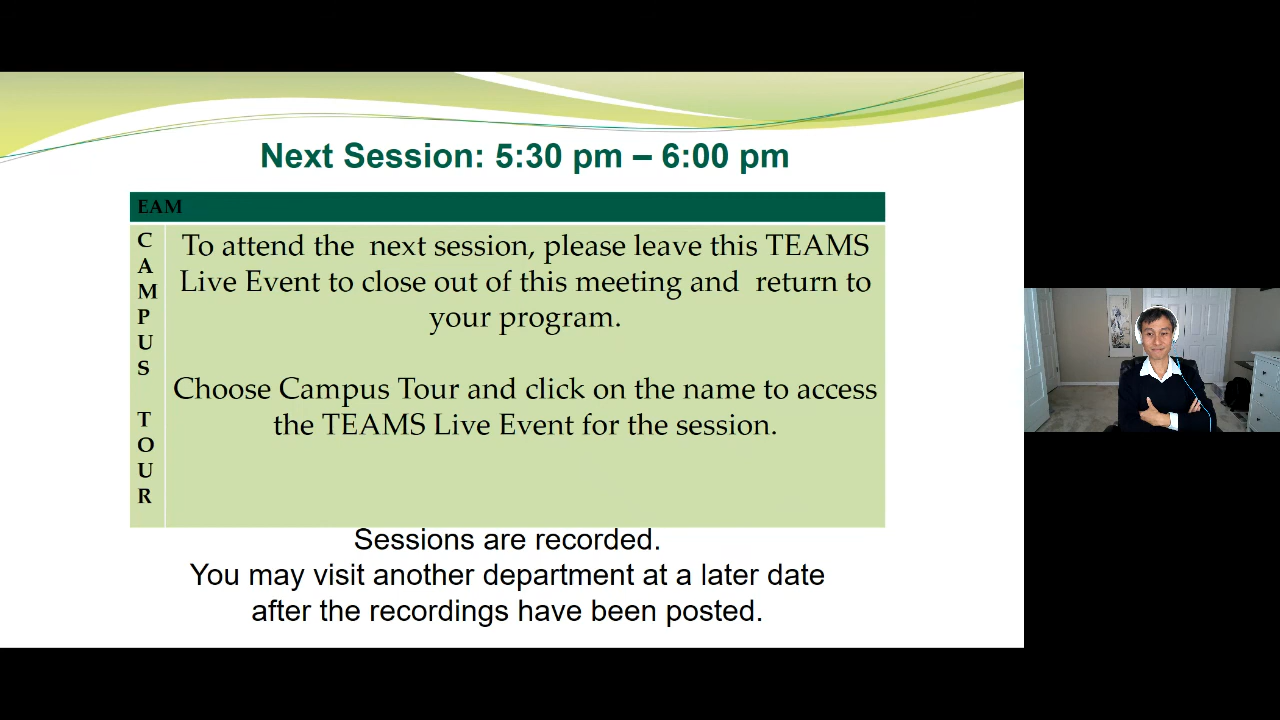 Next Session: 5:30 pm – 6:00 pm
EAM
CAMPUS TOUR
To attend the  next session, please leave this TEAMS
Live Event to close out of this meeting and  return to
your program.
Choose Campus Tour and click on the name to access
the TEAMS Live Event for the session.
Sessions are recorded.
You may visit another department at a later date
after the recordings have been posted.